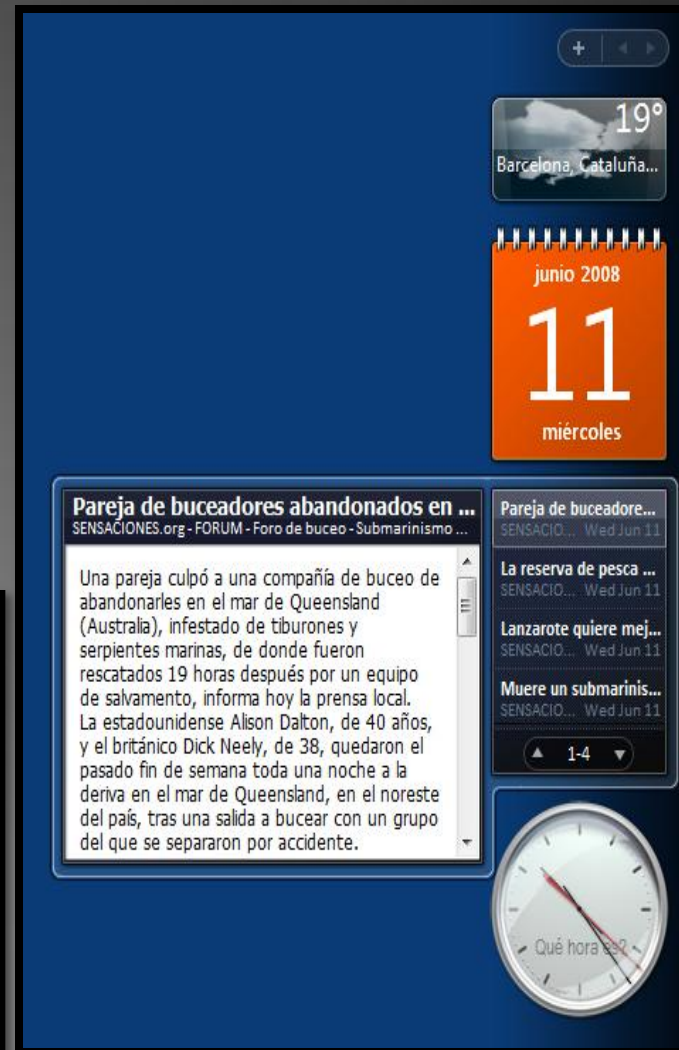 +
19°
Barcelona, Cataluña...
junio 2008
11
miércoles
Pareja de buceadores abandonados en ...
SENSACIONES.org - FORUM - Foro de buceo - Submarinismo ...
Una pareja culpó a una compañía de buceo de
abandonarles en el mar de Queensland
(Australia), infestado de tiburones y
serpientes marinas, de donde fueron
rescatados 19 horas después por un equipo
de salvamento, informa hoy la prensa local.
La estadounidense Alison Dalton, de 40 años,
y el británico Dick Neely, de 38, quedaron el
pasado fin de semana toda una noche a la
deriva en el mar de Queensland, en el noreste
del país, tras una salida a bucear con un grupo
del que se separaron por accidente.
Pareja de buceadore...
SENSACIO... Wed Jun 11
La reserva de pesca ...
SENSACIO... Wed Jun 11
Lanzarote quiere mej...
SENSACIO... Wed Jun 11
Muere un submarinis...
SENSACIO... Wed Jun 11
1-4
Qué hora es?